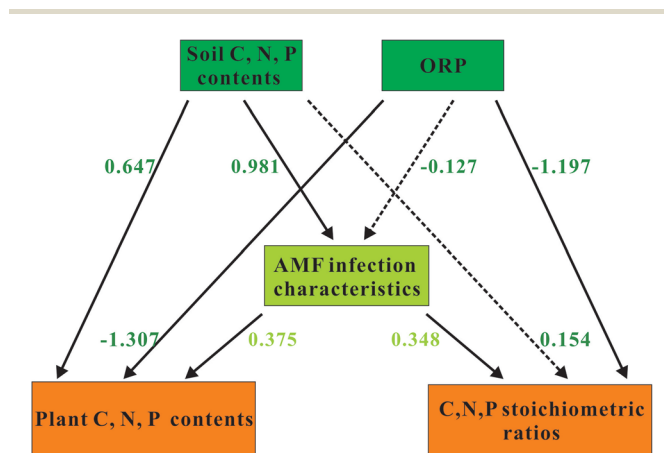 Soil C, N, P
contents
ORP
0.647
0.981
-0.127
-1.197
AMF infection
characteristics
-1.307
0.375
0.348
0.154
Plant C, N, P contents
C,N,P stoichiometric
ratios